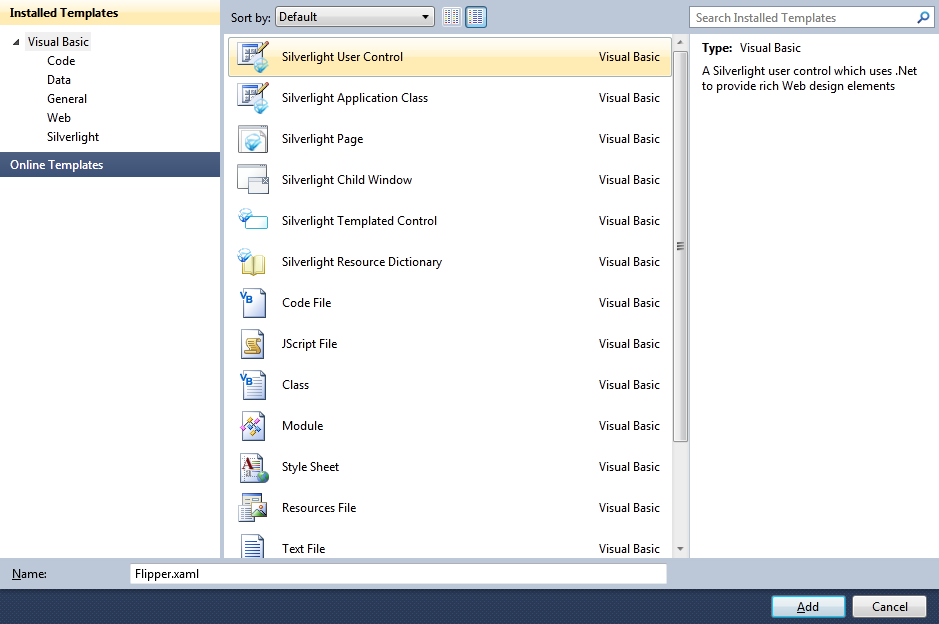 Installed Templates
Sort by: Default
Search Installed Templates
Visual Basic
Code
Data
General
Web
Silverlight
Online Templates
Silverlight User Control Visual Basic
Silverlight Application Class Visual Basic
Silverlight Page Visual Basic
Silverlight Child Window Visual Basic
Silverlight Templated Control Visual Basic
Silverlight Resource Dictionary Visual Basic
Code File Visual Basic
JScript File Visual Basic
Class Visual Basic
Module Visual Basic
Style Sheet Visual Basic
Resources File Visual Basic
Text File Visual Basic
Type: Visual Basic
A Silverlight user control which uses .Net
to provide rich Web design elements
Name: Flipper.xaml
Add Cancel